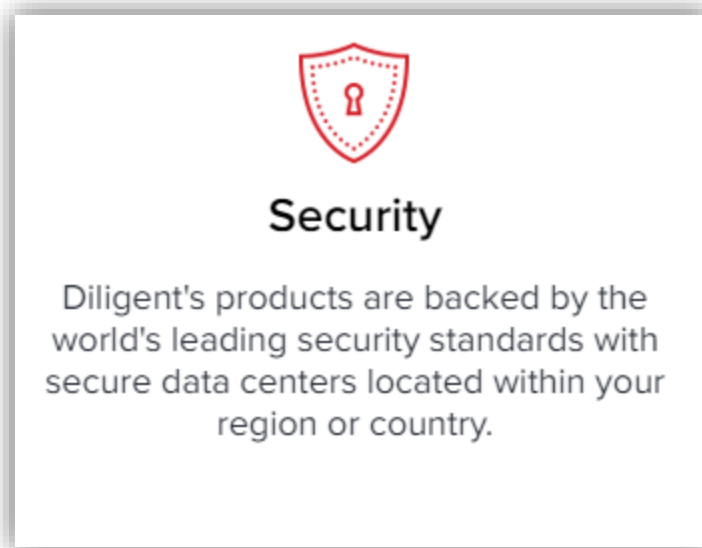 Security
Diligent's products are backed by the
world's leading security standards with
secure data centers located within your
region or country.